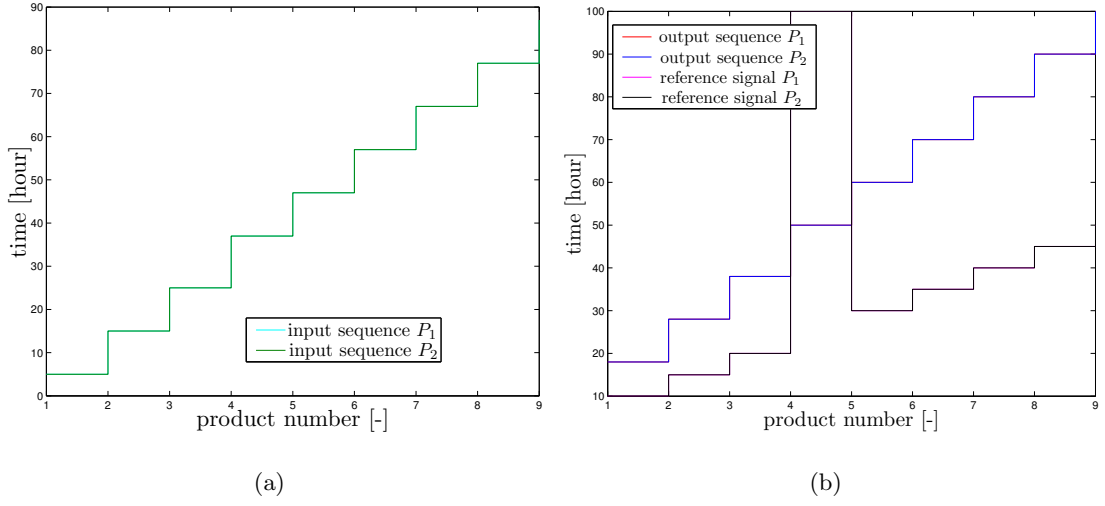 90
80
70
60
50
40
30
20
10
0
time [hour]
1 2 3 4 5 6 7 8 9
product number [-]
input sequence P₁
input sequence P₂
(a)
100
90
80
70
60
50
40
30
20
10
time [hour]
1 2 3 4 5 6 7 8 9
product number [-]
output sequence P₁
output sequence P₂
reference signal P₁
reference signal P₂
(b)